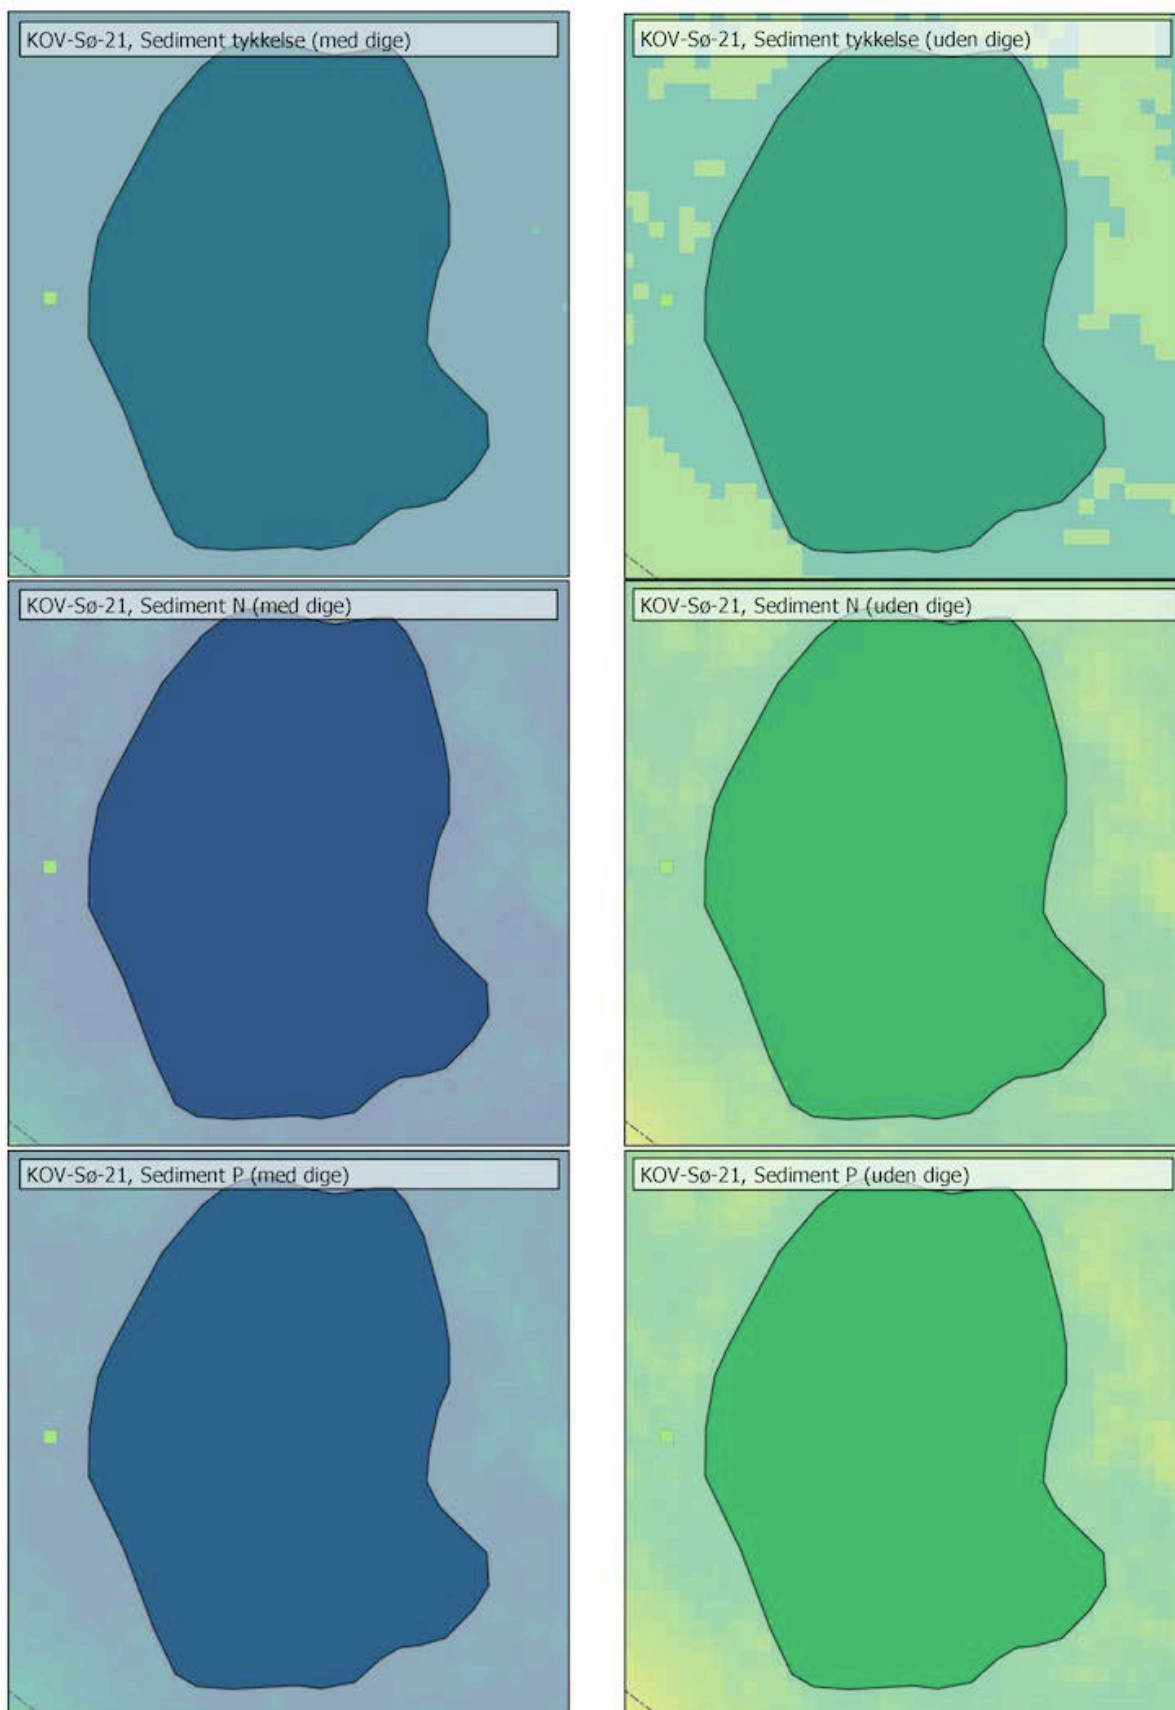 KOV-Sø-21, Sediment tykkelse (med dige)
KOV-Sø-21, Sediment tykkelse (uden dige)
KOV-Sø-21, Sediment N (med dige)
KOV-Sø-21, Sediment N (uden dige)
KOV-Sø-21, Sediment P (med dige)
KOV-Sø-21, Sediment P (uden dige)